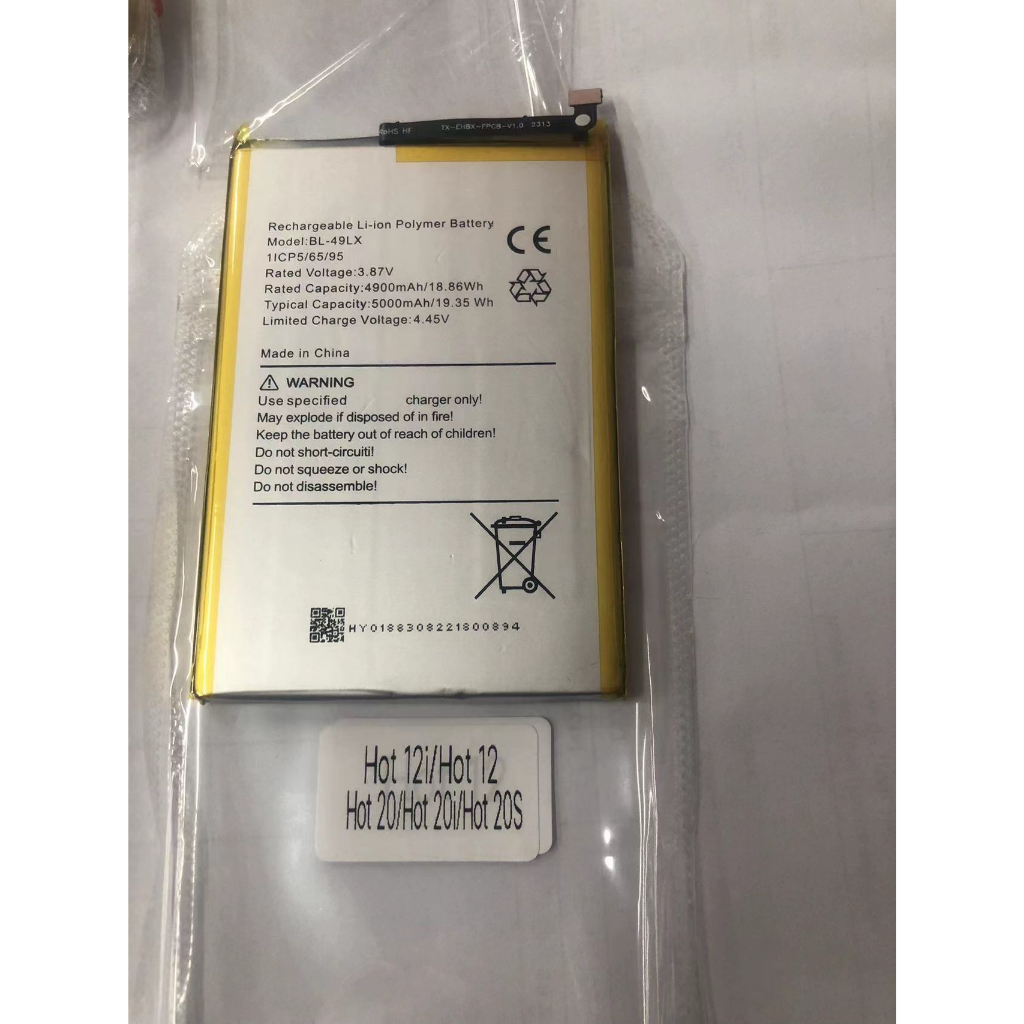 RoHS HF TX-EHBX-FPCB-V1.0 2313
Rechargeable Li-ion Polymer Battery
Model:BL-49LX
1ICP5/65/95
Rated Voltage:3.87V
Rated Capacity:4900mAh/18.86Wh
Typical Capacity:5000mAh/19.35 Wh
Limited Charge Voltage:4.45V
CE
Made in China
WARNING
Use specified charger only!
May explode if disposed of in fire!
Keep the battery out of reach of children!
Do not short-circuiti!
Do not squeeze or shock!
Do not disassemble!
HY0188308221800894
Hot 12i/Hot 12
Hot 20/Hot 20i/Hot 20S